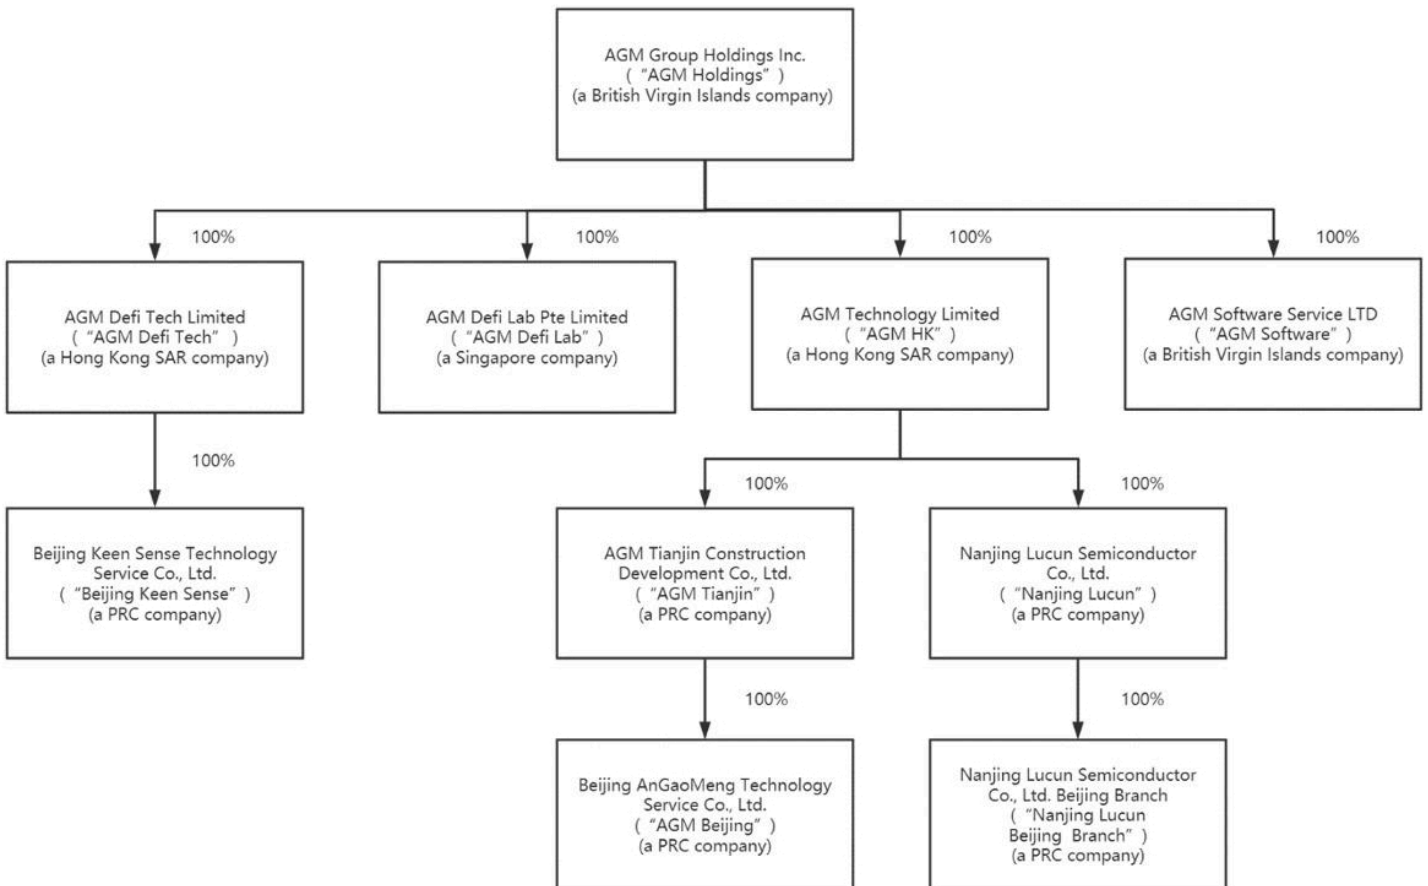 AGM Group Holdings Inc.
( “AGM Holdings” )
(a British Virgin Islands company)
100%
100%
100%
100%
AGM Defi Tech Limited
( “AGM Defi Tech” )
(a Hong Kong SAR company)
AGM Defi Lab Pte Limited
( “AGM Defi Lab” )
(a Singapore company)
AGM Technology Limited
( “AGM HK” )
(a Hong Kong SAR company)
AGM Software Service LTD
( “AGM Software” )
(a British Virgin Islands company)
100%
100%
100%
Beijing Keen Sense Technology
Service Co., Ltd.
( “Beijing Keen Sense” )
(a PRC company)
AGM Tianjin Construction
Development Co., Ltd.
( “AGM Tianjin” )
(a PRC company)
Nanjing Lucun Semiconductor
Co., Ltd.
( “Nanjing Lucun” )
(a PRC company)
100%
100%
Beijing AnGaoMeng Technology
Service Co., Ltd.
( “AGM Beijing” )
(a PRC company)
Nanjing Lucun Semiconductor
Co., Ltd. Beijing Branch
( “Nanjing Lucun
Beijing Branch” )
(a PRC company)